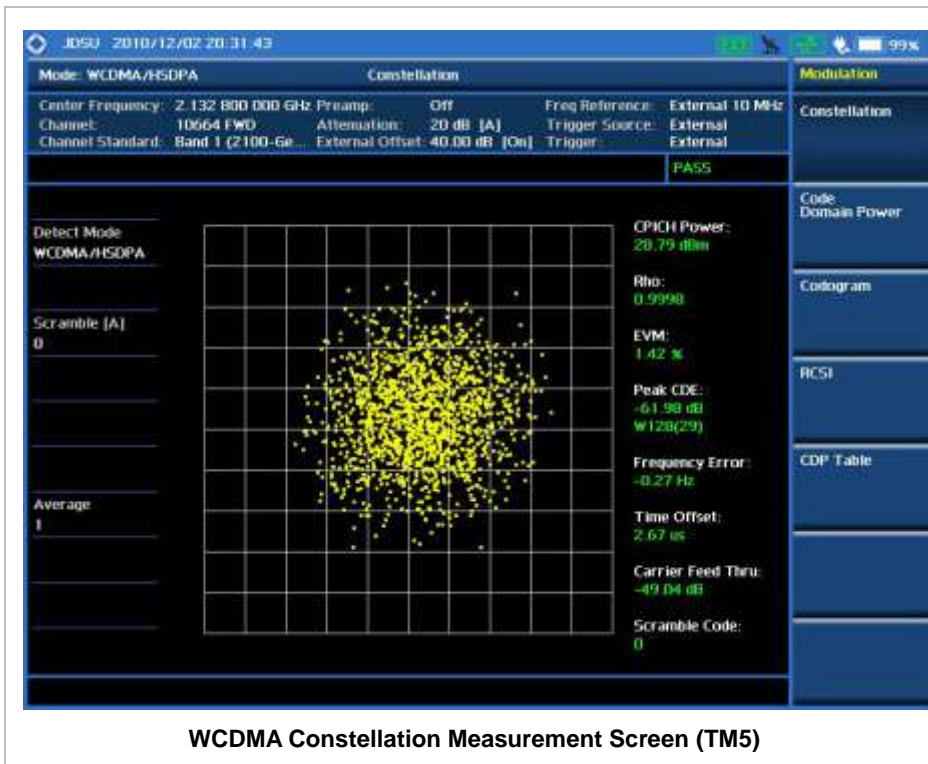 JDSU 2010/12/02 20:31:43
EXT
99%
Mode: WCDMA/HSDPA
Constellation
Modulation
Center Frequency: 2.132 800 000 GHz Preamp: Off Freq Reference: External 10 MHz
Channel: 10664 FWD Attenuation: 20 dB [A] Trigger Source: External
Channel Standard: Band 1 (2100-Ge... External Offset: 40.00 dB [On] Trigger: External
PASS
Constellation
Code
Domain Power
Codogram
RCSI
CDP Table
Detect Mode
WCDMA/HSDPA
Scramble [A]
0
Average
1
CPICH Power:
28.79 dBm
Rho:
0.9998
EVM:
1.42 %
Peak CDE:
-61.98 dB
W128(29)
Frequency Error:
-0.27 Hz
Time Offset:
2.67 us
Carrier Feed Thru:
-49.04 dB
Scramble Code:
0
WCDMA Constellation Measurement Screen (TM5)